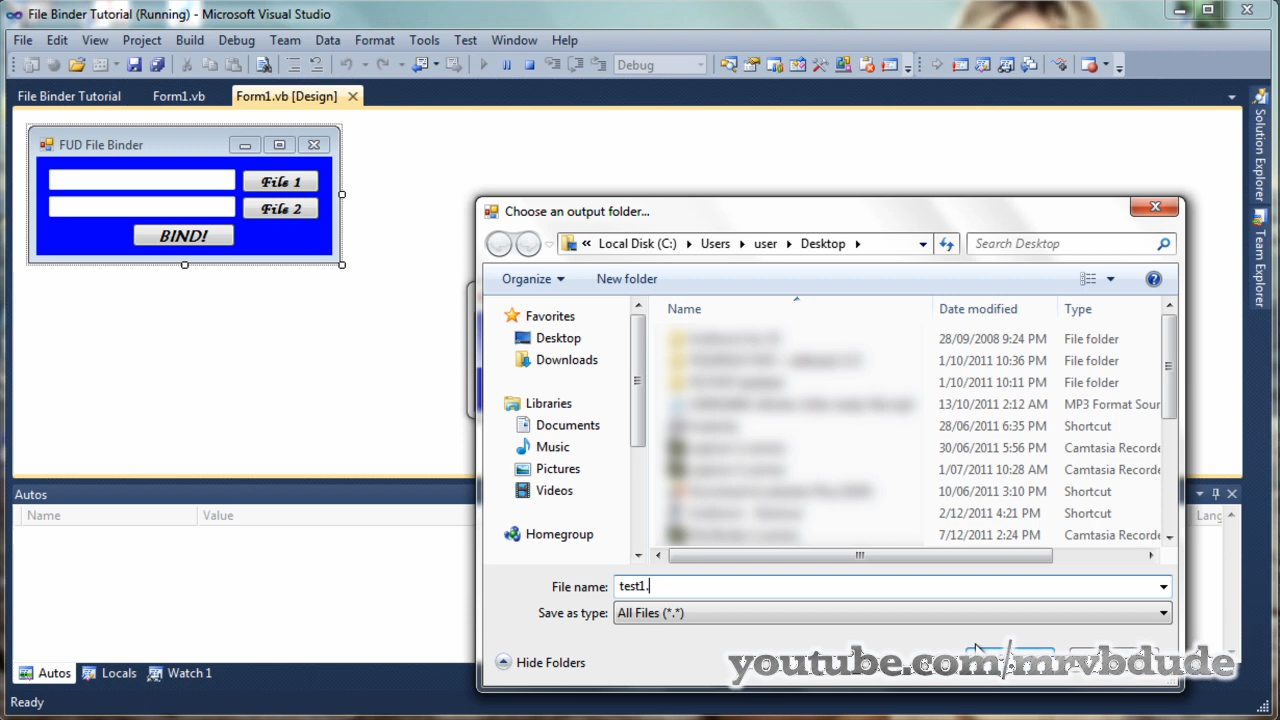 File Binder Tutorial (Running) - Microsoft Visual Studio
File Edit View Project Build Debug Team Data Format Tools Test Window Help
Debug
File Binder Tutorial Form1.vb Form1.vb [Design]
FUD File Binder
File 1
File 2
BIND!
Solution Explorer
Team Explorer
Choose an output folder...
« Local Disk (C:) Users user Desktop
Search Desktop
Organize New folder
Favorites
Desktop
Downloads
Libraries
Documents
Music
Pictures
Videos
Homegroup
Name Date modified Type
28/09/2008 9:24 PM File folder
1/10/2011 10:36 PM File folder
1/10/2011 10:11 PM File folder
13/10/2011 2:12 AM MP3 Format Sour
28/06/2011 6:35 PM Shortcut
30/06/2011 5:56 PM Camtasia Recorde
1/07/2011 10:28 AM Camtasia Recorde
10/06/2011 3:10 PM Shortcut
2/12/2011 4:21 PM Shortcut
7/12/2011 2:24 PM Camtasia Recorde
File name: test1.
Save as type: All Files (*.*)
Hide Folders
Autos
Name Value Lang
Autos Locals Watch 1
Ready
youtube.com/mrvbdude